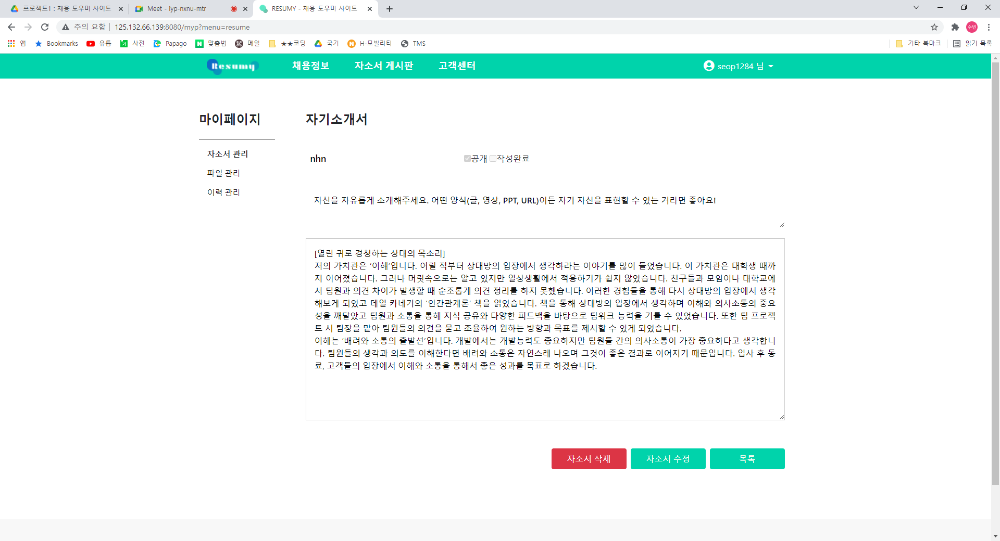 프로젝트1 : 채용 도우미 사이트
Meet - iyp-nxnu-mtr
RESUMY - 채용 도우미 사이트
주의 요함
125.132.66.139:8080/myp?menu=resume
수빈
앱
Bookmarks
유튭
사전
Papago
맞춤법
메일
★★코딩
국기
H-모빌리티
TMS
기타 북마크
읽기 목록
Resumy
채용정보
자소서 게시판
고객센터
seop1284 님
마이페이지
자소서 관리
파일 관리
이력 관리
자기소개서
nhn
공개
작성완료
자신을 자유롭게 소개해주세요. 어떤 양식(글, 영상, PPT, URL)이든 자기 자신을 표현할 수 있는 거라면 좋아요!
[열린 귀로 경청하는 상대의 목소리]
저의 가치관은 ‘이해’입니다. 어릴 적부터 상대방의 입장에서 생각하라는 이야기를 많이 들었습니다. 이 가치관은 대학생 때까
지 이어졌습니다. 그러나 머릿속으로는 알고 있지만 일상생활에서 적용하기가 쉽지 않았습니다. 친구들과 모임이나 대학교에
서 팀원과 의견 차이가 발생할 때 순조롭게 의견 정리를 하지 못했습니다. 이러한 경험들을 통해 다시 상대방의 입장에서 생각
해보게 되었고 데일 카네기의 ‘인간관계론’ 책을 읽었습니다. 책을 통해 상대방의 입장에서 생각하며 이해와 의사소통의 중요
성을 깨달았고 팀원과 소통을 통해 지식 공유와 다양한 피드백을 바탕으로 팀워크 능력을 기를 수 있었습니다. 또한 팀 프로젝
트 시 팀장을 맡아 팀원들의 의견을 묻고 조율하여 원하는 방향과 목표를 제시할 수 있게 되었습니다.
이해는 ‘배려와 소통의 출발선’입니다. 개발에서는 개발능력도 중요하지만 팀원들 간의 의사소통이 가장 중요하다고 생각합니
다. 팀원들의 생각과 의도를 이해한다면 배려와 소통은 자연스레 나오며 그것이 좋은 결과로 이어지기 때문입니다. 입사 후 동
료, 고객들의 입장에서 이해와 소통을 통해서 좋은 성과를 목표로 하겠습니다.
자소서 삭제
자소서 수정
목록